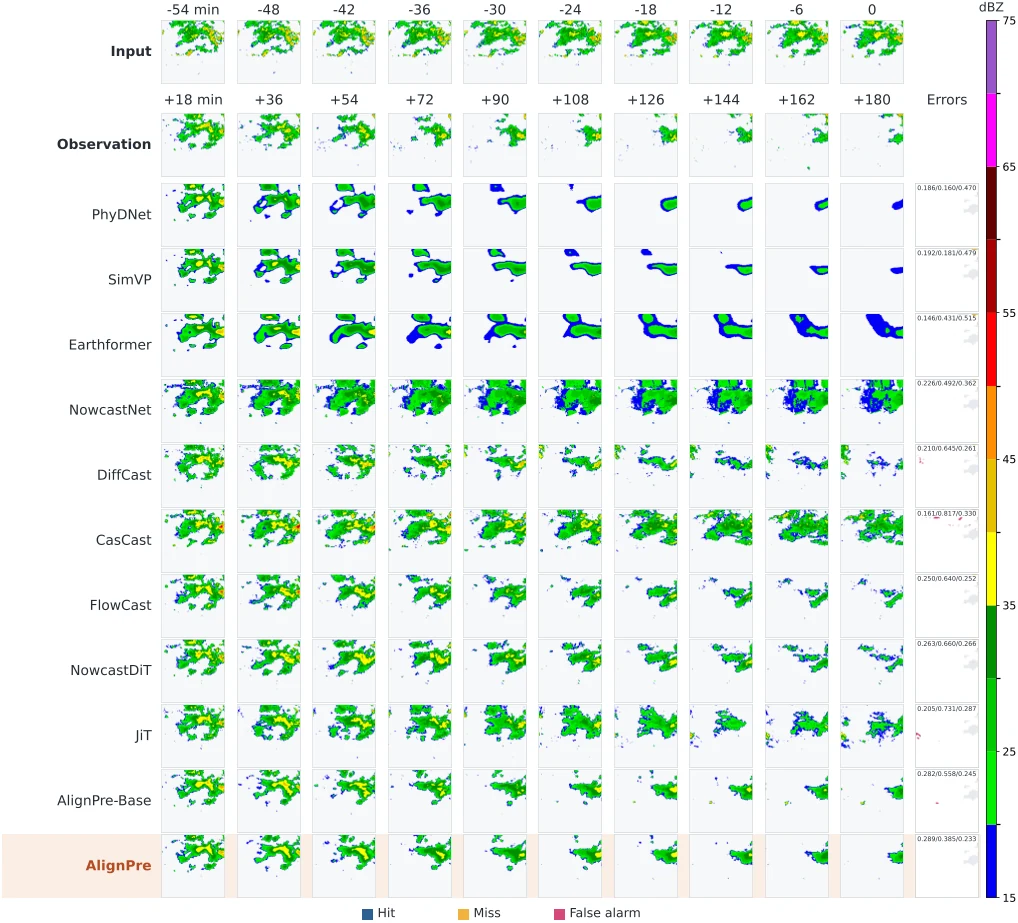 -54 min -48 -42 -36 -30 -24 -18 -12 -6 0 dBZ
Input
+18 min +36 +54 +72 +90 +108 +126 +144 +162 +180 Errors
Observation
PhyDNet 0.186/0.160/0.470
SimVP 0.192/0.181/0.479
Earthformer 0.146/0.431/0.515
NowcastNet 0.226/0.492/0.362
DiffCast 0.210/0.645/0.261
CasCast 0.161/0.817/0.330
FlowCast 0.250/0.640/0.252
NowcastDiT 0.263/0.660/0.266
JiT 0.205/0.731/0.287
AlignPre-Base 0.282/0.558/0.245
AlignPre 0.289/0.385/0.233
75
65
55
45
35
25
15
Hit Miss False alarm